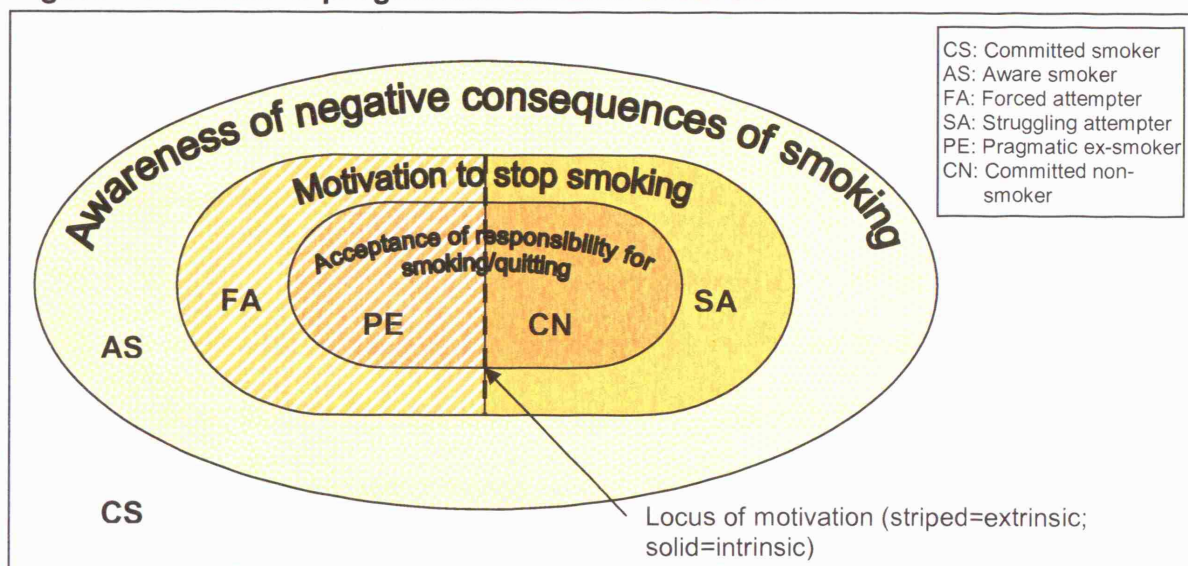 CS: Committed smoker
AS: Aware smoker
FA: Forced attempter
SA: Struggling attempter
PE: Pragmatic ex-smoker
CN: Committed non-
smoker
Awareness of negative consequences of smoking
Motivation to stop smoking
Acceptance of responsibility for
smoking/quitting
FA
SA
PE
CN
AS
CS
Locus of motivation (striped=extrinsic;
solid=intrinsic)